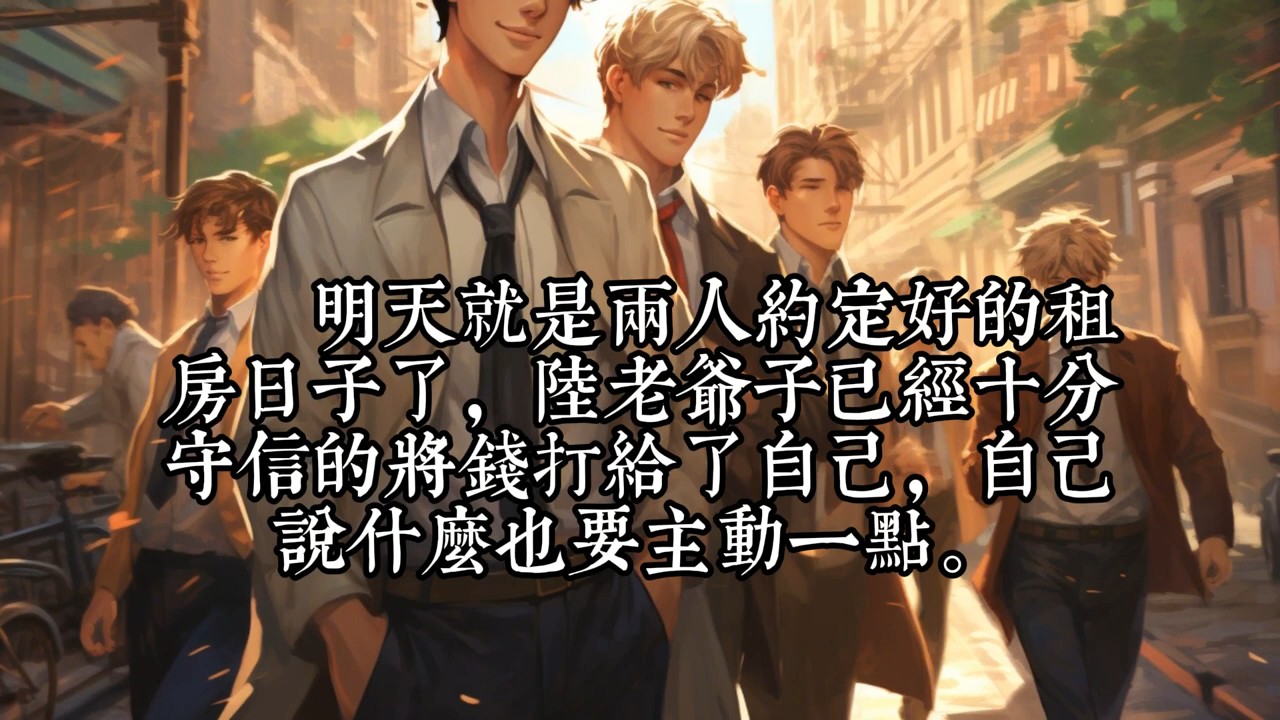 明天就是兩人約定好的租
房日子了，陸老爺子已經十分
守信的將錢打給了自己，自己
說什麼也要主動一點。